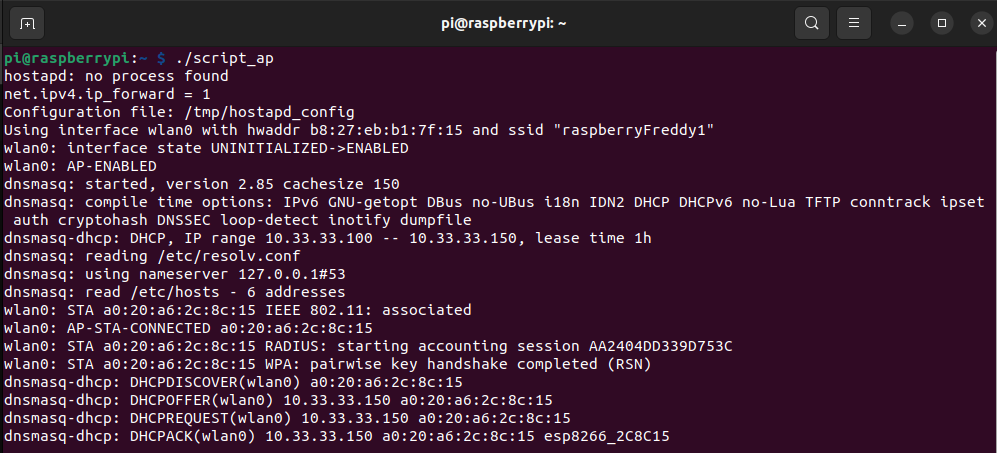 pi@raspberrypi: ~
pi@raspberrypi:~ $ ./script_ap
hostapd: no process found
net.ipv4.ip_forward = 1
Configuration file: /tmp/hostapd_config
Using interface wlan0 with hwaddr b8:27:eb:b1:7f:15 and ssid "raspberryFreddy1"
wlan0: interface state UNINITIALIZED->ENABLED
wlan0: AP-ENABLED
dnsmasq: started, version 2.85 cachesize 150
dnsmasq: compile time options: IPv6 GNU-getopt DBus no-UBus i18n IDN2 DHCP DHCPv6 no-Lua TFTP conntrack ipset
auth cryptohash DNSSEC loop-detect inotify dumpfile
dnsmasq-dhcp: DHCP, IP range 10.33.33.100 -- 10.33.33.150, lease time 1h
dnsmasq: reading /etc/resolv.conf
dnsmasq: using nameserver 127.0.0.1#53
dnsmasq: read /etc/hosts - 6 addresses
wlan0: STA a0:20:a6:2c:8c:15 IEEE 802.11: associated
wlan0: AP-STA-CONNECTED a0:20:a6:2c:8c:15
wlan0: STA a0:20:a6:2c:8c:15 RADIUS: starting accounting session AA2404DD339D753C
wlan0: STA a0:20:a6:2c:8c:15 WPA: pairwise key handshake completed (RSN)
dnsmasq-dhcp: DHCPDISCOVER(wlan0) a0:20:a6:2c:8c:15
dnsmasq-dhcp: DHCPOFFER(wlan0) 10.33.33.150 a0:20:a6:2c:8c:15
dnsmasq-dhcp: DHCPREQUEST(wlan0) 10.33.33.150 a0:20:a6:2c:8c:15
dnsmasq-dhcp: DHCPACK(wlan0) 10.33.33.150 a0:20:a6:2c:8c:15 esp8266_2C8C15